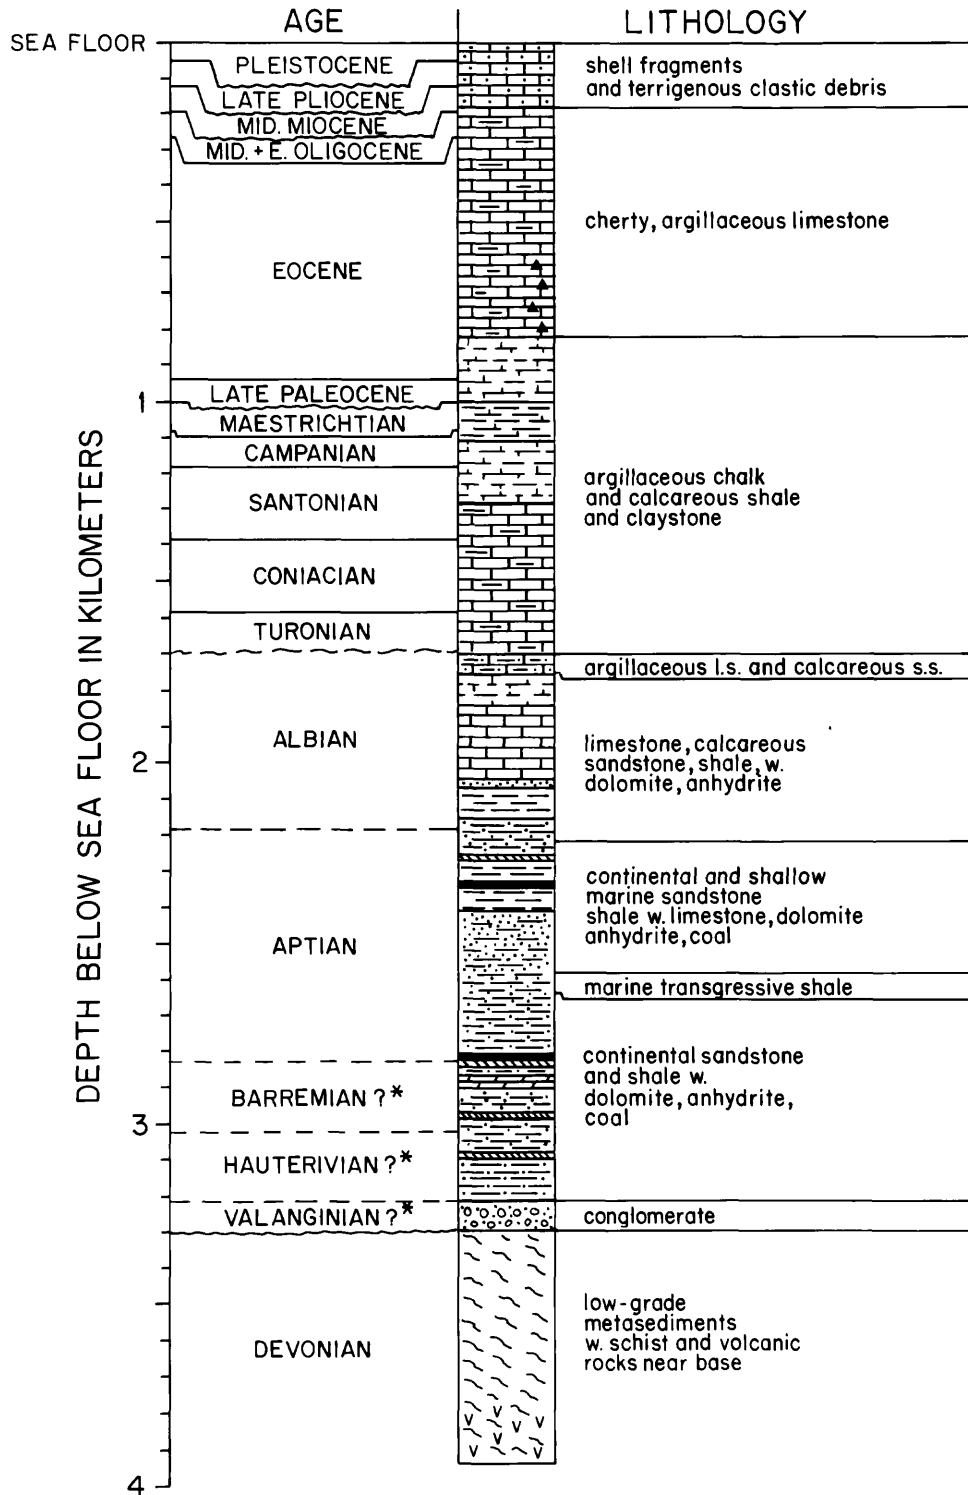 AGE
LITHOLOGY
SEA FLOOR
PLEISTOCENE
LATE PLIOCENE
MID. MIOCENE
MID. + E. OLIGOCENE
EOCENE
LATE PALEOCENE
MAESTRICHTIAN
CAMPANIAN
SANTONIAN
CONIACIAN
TURONIAN
ALBIAN
APTIAN
BARREMIAN ? *
HAUTERIVIAN ? *
VALANGINIAN ? *
DEVONIAN
1
2
3
4
DEPTH BELOW SEA FLOOR IN KILOMETERS
shell fragments
and terrigenous clastic debris
cherty, argillaceous limestone
argillaceous chalk
and calcareous shale
and claystone
argillaceous l.s. and calcareous s.s.
limestone, calcareous
sandstone, shale, w.
dolomite, anhydrite
continental and shallow
marine sandstone
shale w. limestone, dolomite
anhydrite, coal
marine transgressive shale
continental sandstone
and shale w.
dolomite, anhydrite,
coal
conglomerate
low-grade
metasediments
w. schist and volcanic
rocks near base